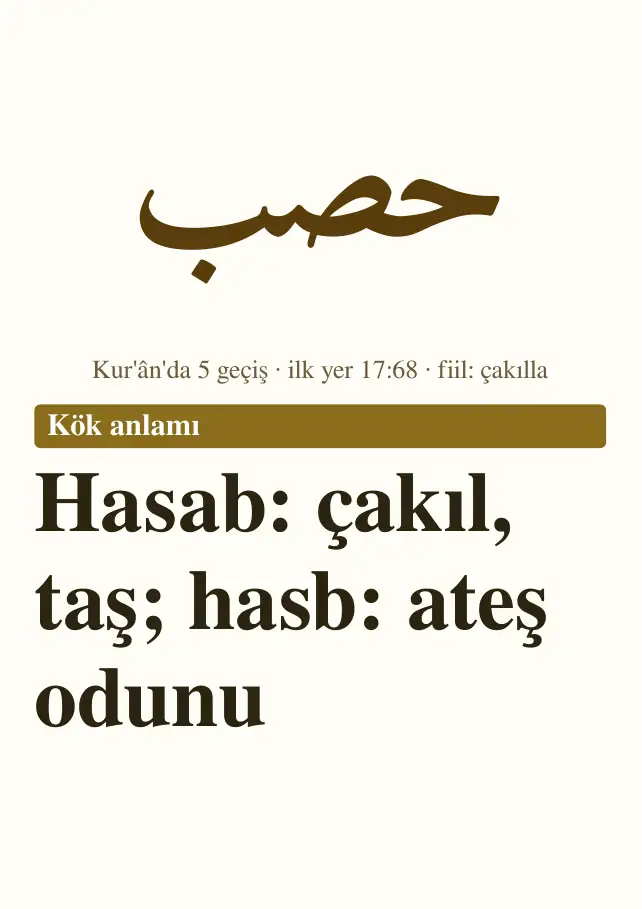 حصب
Kur'ân'da 5 geçiş · ilk yer 17:68 · fiil: çakılla
Kök anlamı
Hasab: çakıl,
taş; hasb: ateş
odunu